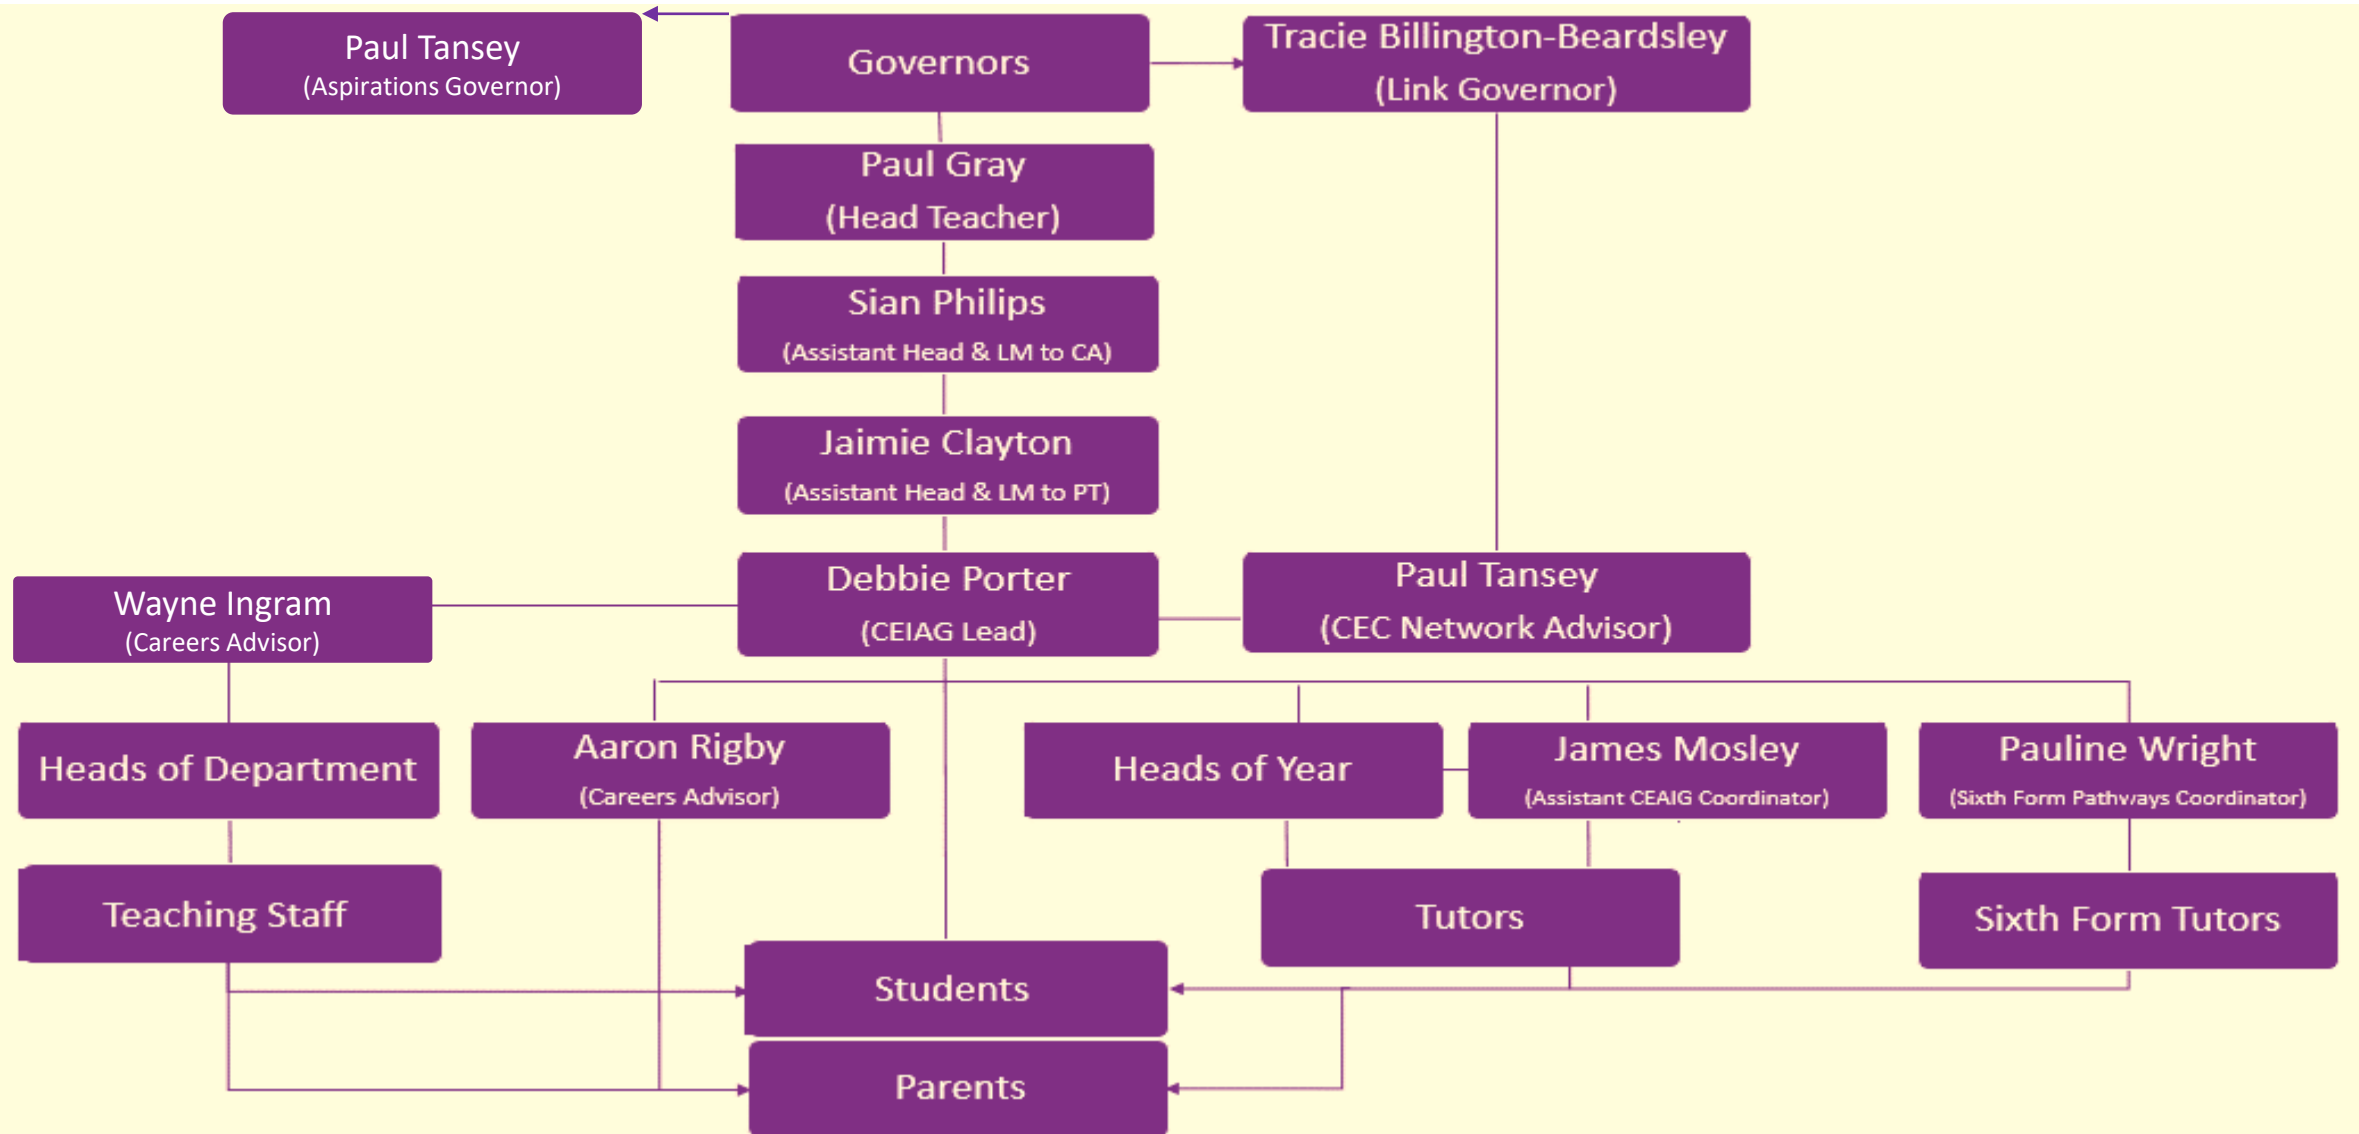 Paul Tansey
(Aspirations Governor)
Governors
Tracie Billington-Beardsley
(Link Governor)
Paul Gray
(Head Teacher)
Sian Philips
(Assistant Head & LM to CA)
Jaimie Clayton
(Assistant Head & LM to PT)
Wayne Ingram
(Careers Advisor)
Debbie Porter
(CEIAG Lead)
Paul Tansey
(CEC Network Advisor)
Heads of Department
Aaron Rigby
(Careers Advisor)
Heads of Year
James Mosley
(Assistant CEAIG Coordinator)
Pauline Wright
(Sixth Form Pathways Coordinator)
Teaching Staff
Tutors
Sixth Form Tutors
Students
Parents